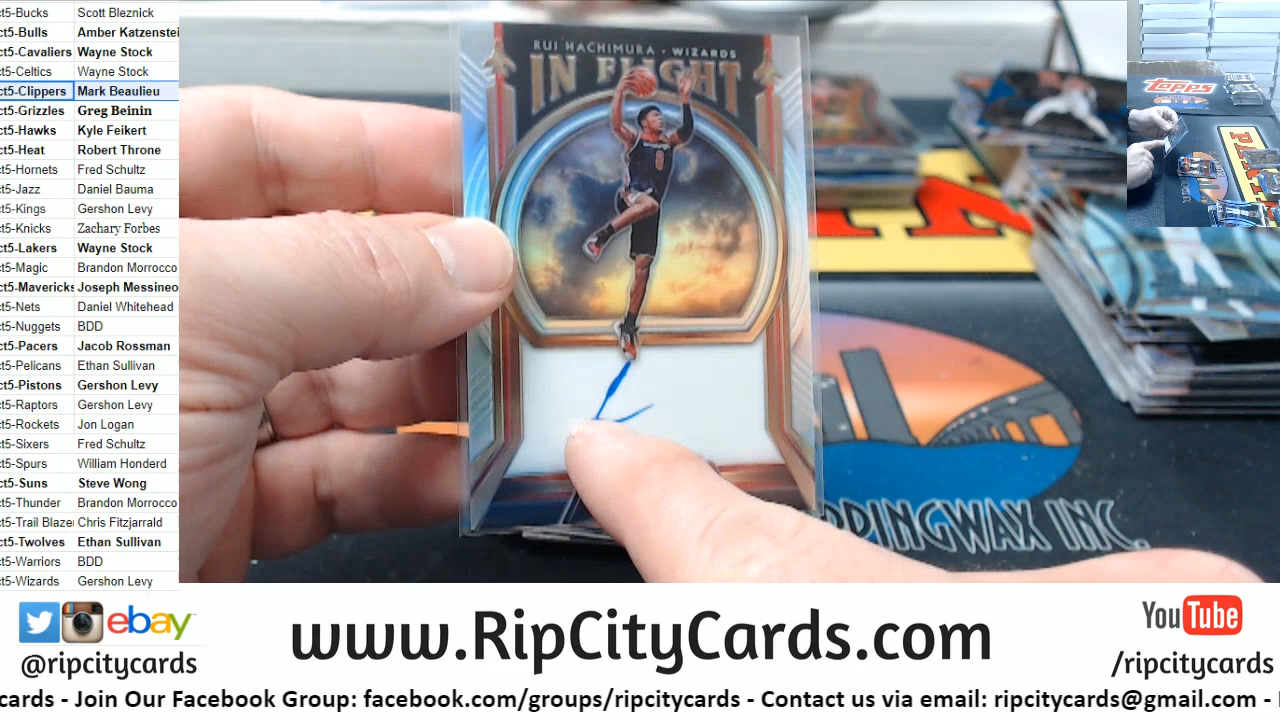 ct5-Bucks Scott Bleznick
ct5-Bulls Amber Katzenstei
ct5-Cavaliers Wayne Stock
ct5-Celtics Wayne Stock
ct5-Clippers Mark Beaulieu
ct5-Grizzles Greg Beinin
ct5-Hawks Kyle Feikert
ct5-Heat Robert Throne
ct5-Hornets Fred Schultz
ct5-Jazz Daniel Bauma
ct5-Kings Gershon Levy
ct5-Knicks Zachary Forbes
ct5-Lakers Wayne Stock
ct5-Magic Brandon Morrocco
ct5-Mavericks Joseph Messineo
ct5-Nets Daniel Whitehead
ct5-Nuggets BDD
ct5-Pacers Jacob Rossman
ct5-Pelicans Ethan Sullivan
ct5-Pistons Gershon Levy
ct5-Raptors Gershon Levy
ct5-Rockets Jon Logan
ct5-Sixers Fred Schultz
ct5-Spurs William Honderd
ct5-Suns Steve Wong
ct5-Thunder Brandon Morrocco
ct5-Trail Blaze Chris Fitzjarrald
ct5-Twolves Ethan Sullivan
ct5-Warriors BDD
ct5-Wizards Gershon Levy
RUI HACHIMURA · WIZARDS
IN FLIGHT
8
topps
PPINGWAX INC.
ebay
@ripcitycards
www.RipCityCards.com
YouTube
/ripcitycards
cards - Join Our Facebook Group: facebook.com/groups/ripcitycards - Contact us via email: ripcitycards@gmail.com -